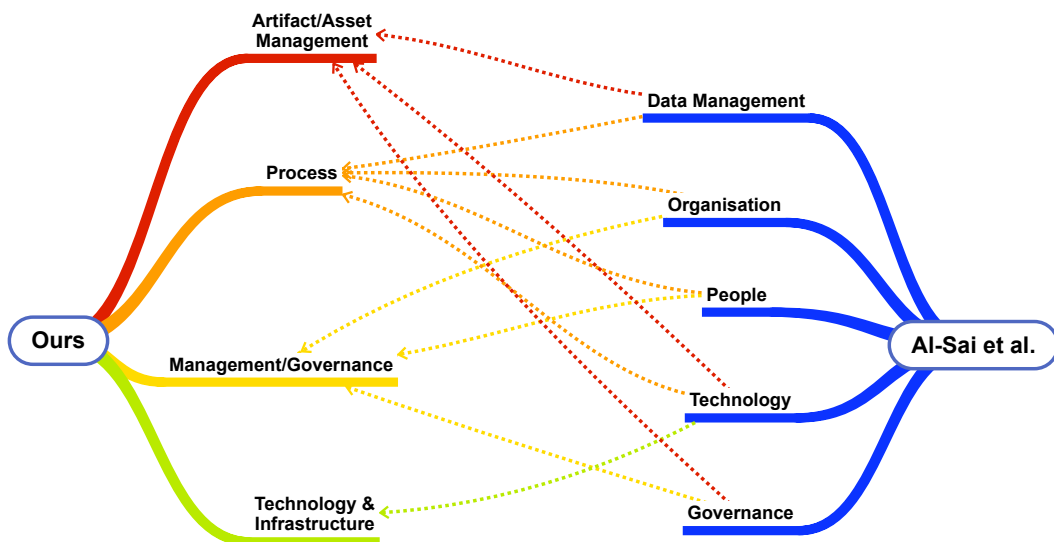 Artifact/Asset
Management
Data Management
Process
Organisation
People
Ours
Al-Sai et al.
Management/Governance
Technology
Technology &
Infrastructure
Governance